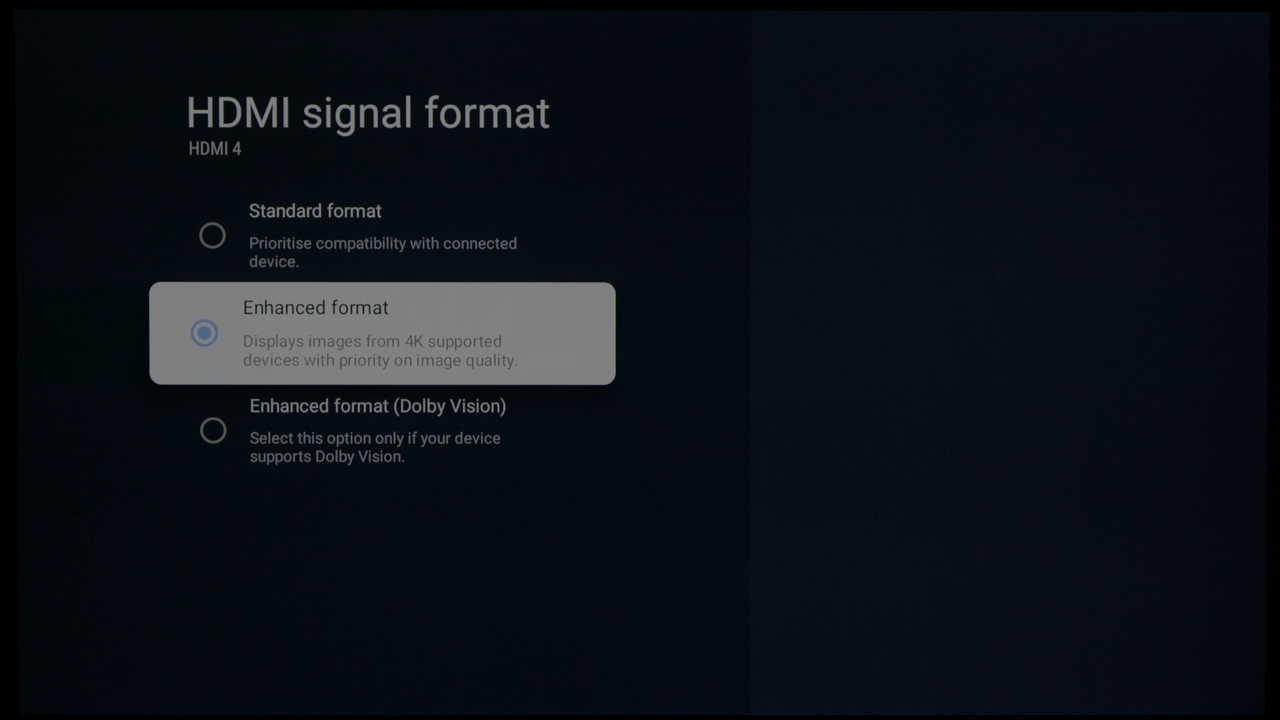 HDMI signal format
HDMI 4
Standard format
Prioritise compatibility with connected
device.
Enhanced format
Displays images from 4K supported
devices with priority on image quality.
Enhanced format (Dolby Vision)
Select this option only if your device
supports Dolby Vision.